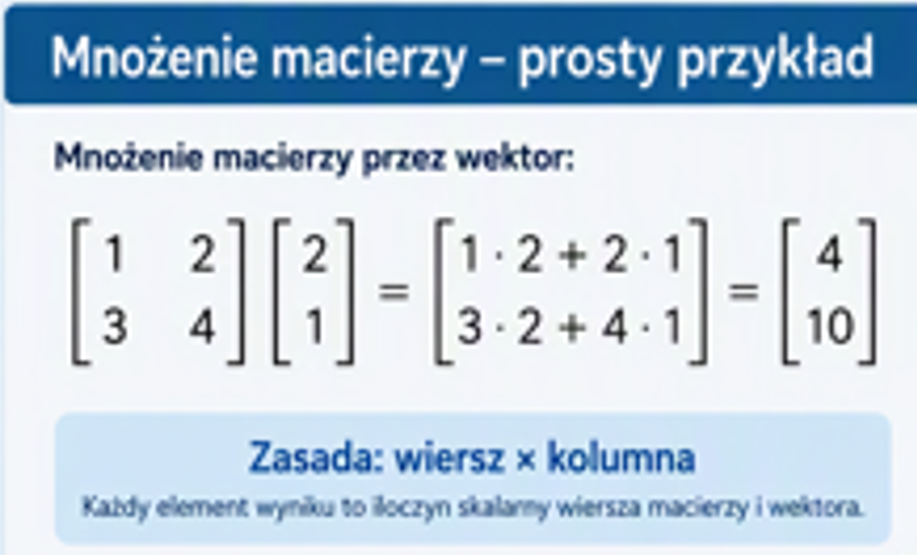 Mnożenie macierzy – prosty przykład
Mnożenie macierzy przez wektor:
[1 2; 3 4] [2; 1] = [1 · 2 + 2 · 1; 3 · 2 + 4 · 1] = [4; 10]
Zasada: wiersz × kolumna
Każdy element wyniku to iloczyn skalarny wiersza macierzy i wektora.